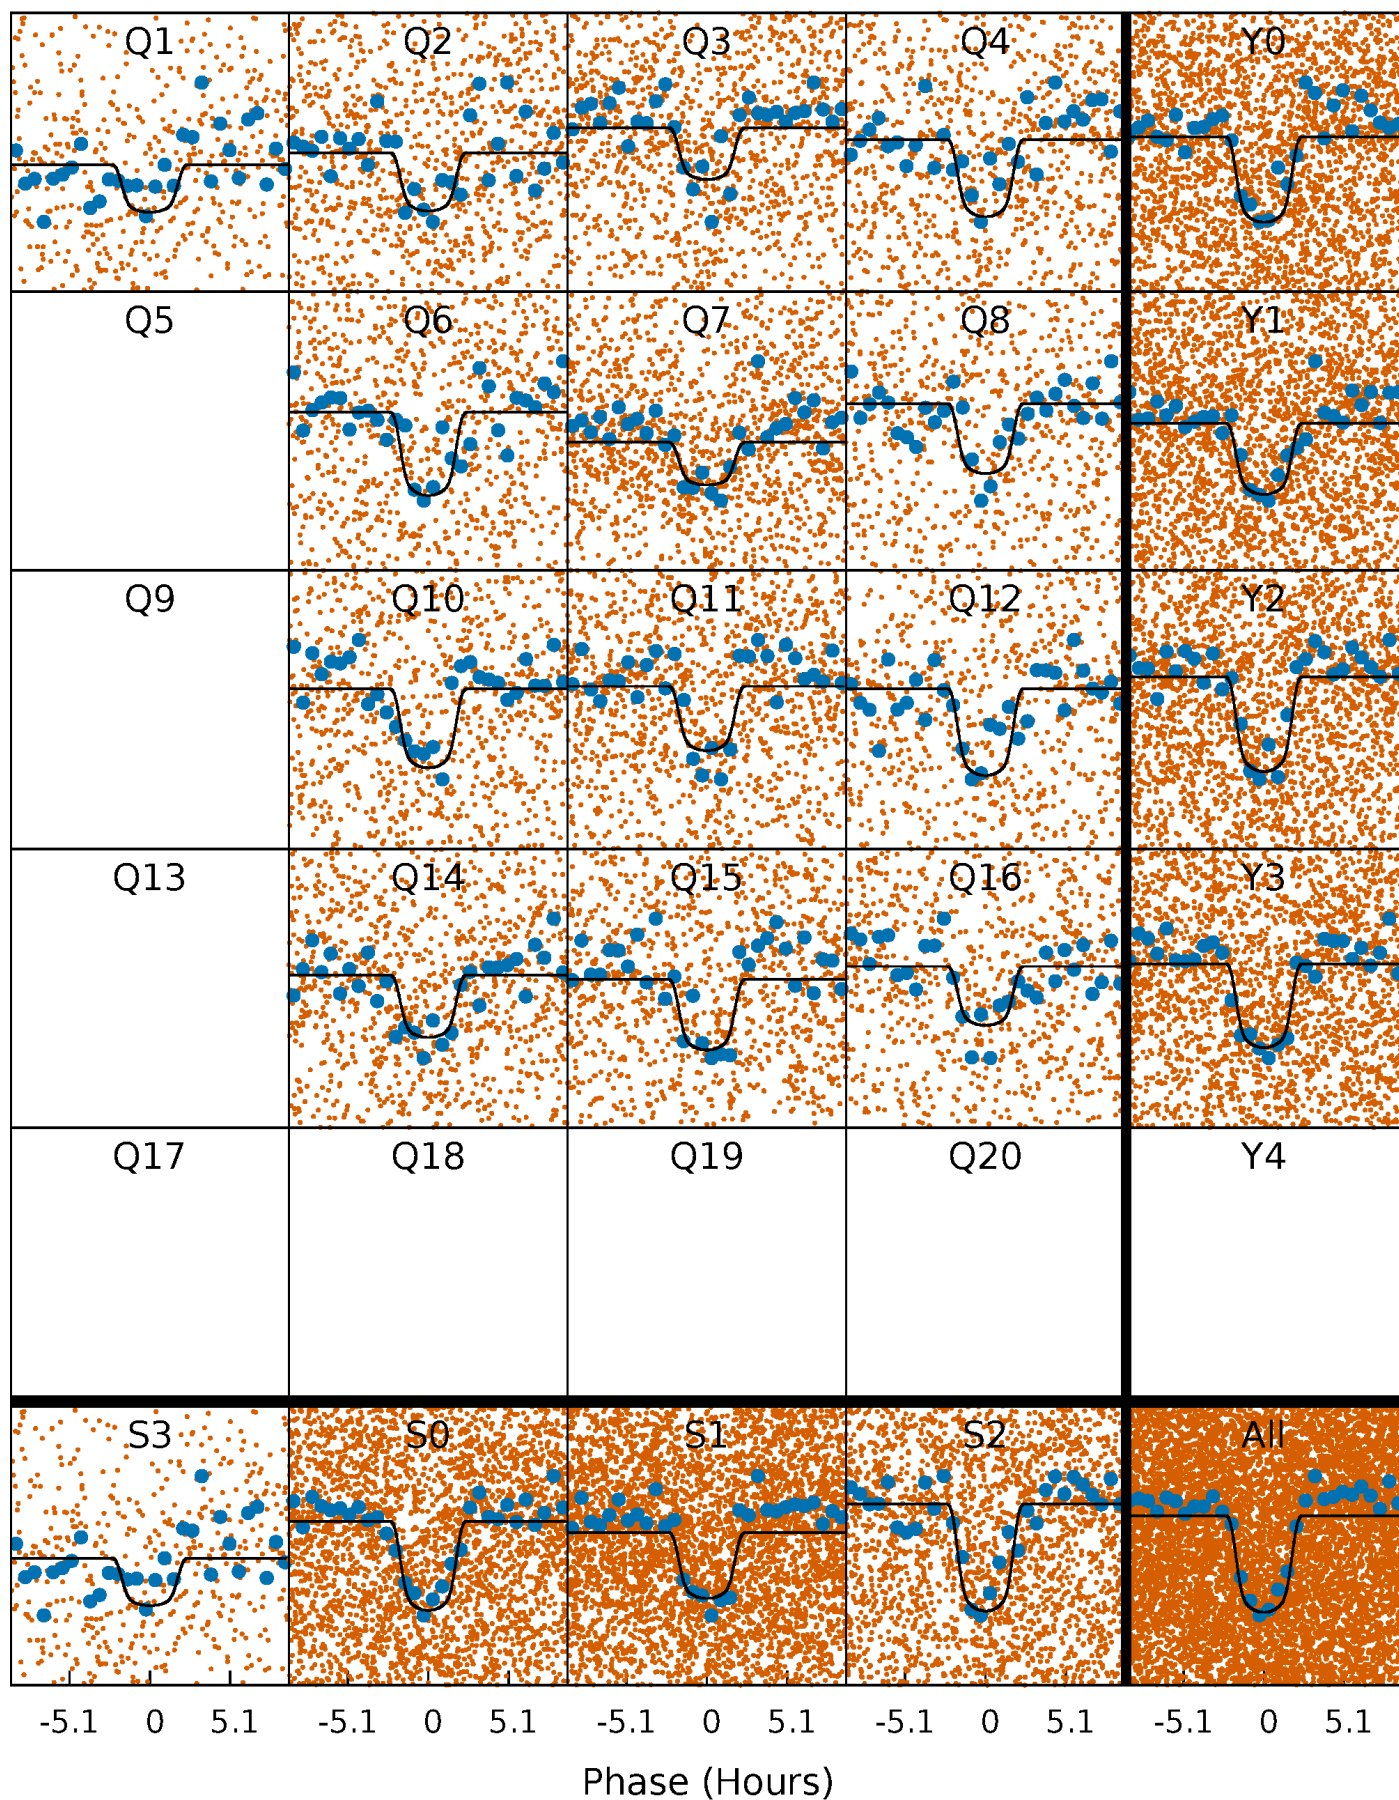 Q1 Q2 Q3 Q4 Y0
Q5 Q6 Q7 Q8 Y1
Q9 Q10 Q11 Q12 Y2
Q13 Q14 Q15 Q16 Y3
Q17 Q18 Q19 Q20 Y4
S3 S0 S1 S2 All
-5.1 0 5.1 -5.1 0 5.1 -5.1 0 5.1 -5.1 0 5.1 -5.1 0 5.1
Phase (Hours)